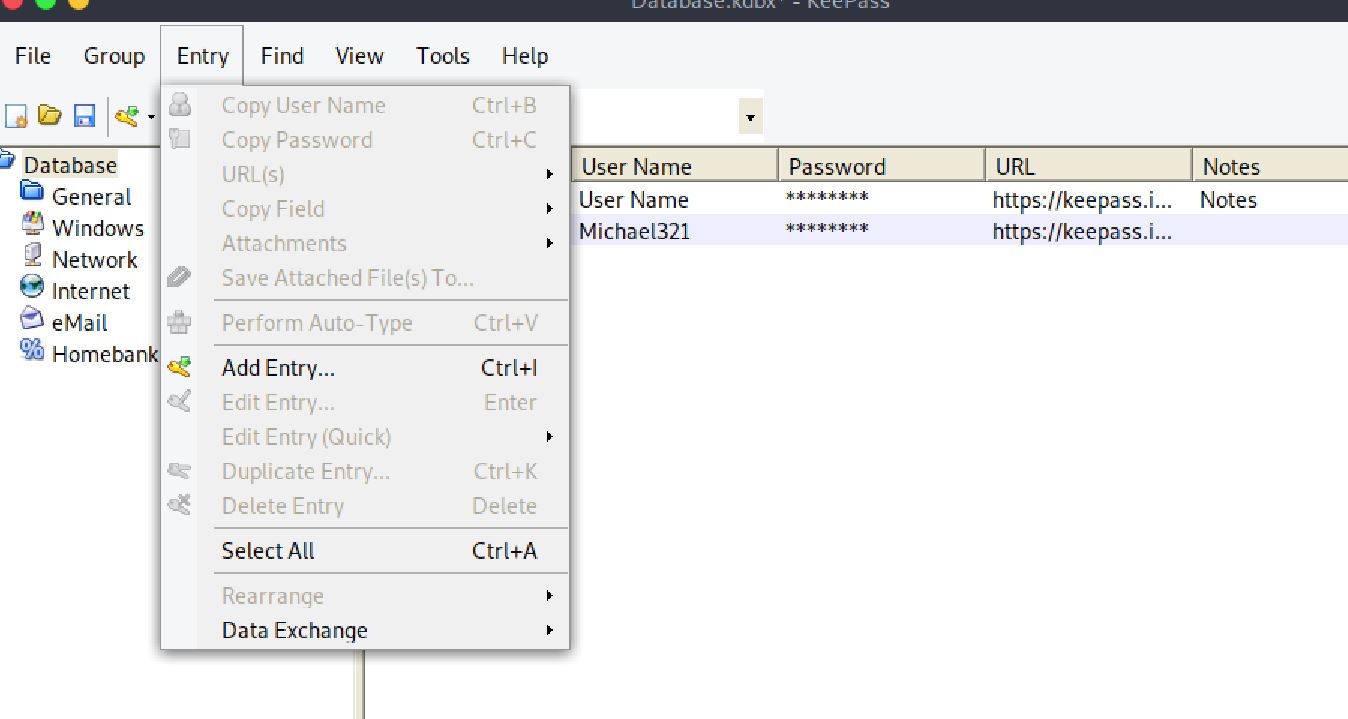 Database.kdbx* - KeePass
File Group Entry Find View Tools Help
Copy User Name Ctrl+B
Copy Password Ctrl+C
URL(s)
Copy Field
Attachments
Save Attached File(s) To...
Perform Auto-Type Ctrl+V
Add Entry... Ctrl+I
Edit Entry... Enter
Edit Entry (Quick)
Duplicate Entry... Ctrl+K
Delete Entry Delete
Select All Ctrl+A
Rearrange
Data Exchange
Database
General
Windows
Network
Internet
eMail
Homebank
User Name Password URL Notes
User Name ******** https://keepass.i... Notes
Michael321 ******** https://keepass.i...